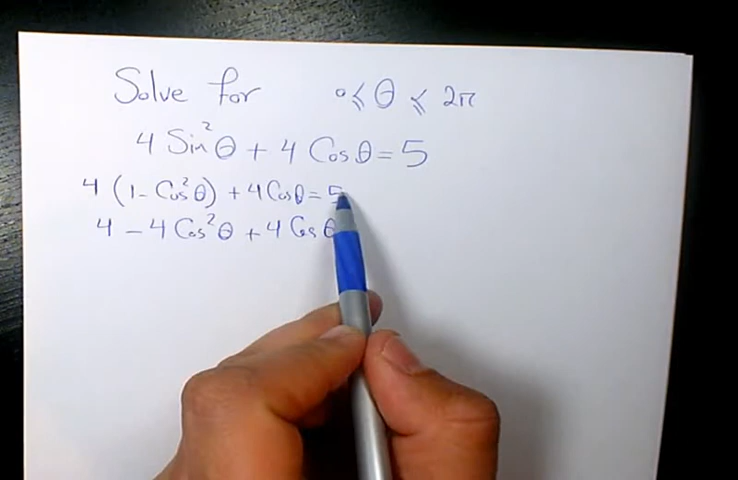 Solve for 0 ⩽ θ ⩽ 2π
4 Sin²θ + 4 Cosθ = 5
4 (1 - Cos²θ) + 4 Cosθ = 5
4 - 4 Cos²θ + 4 Cos θ